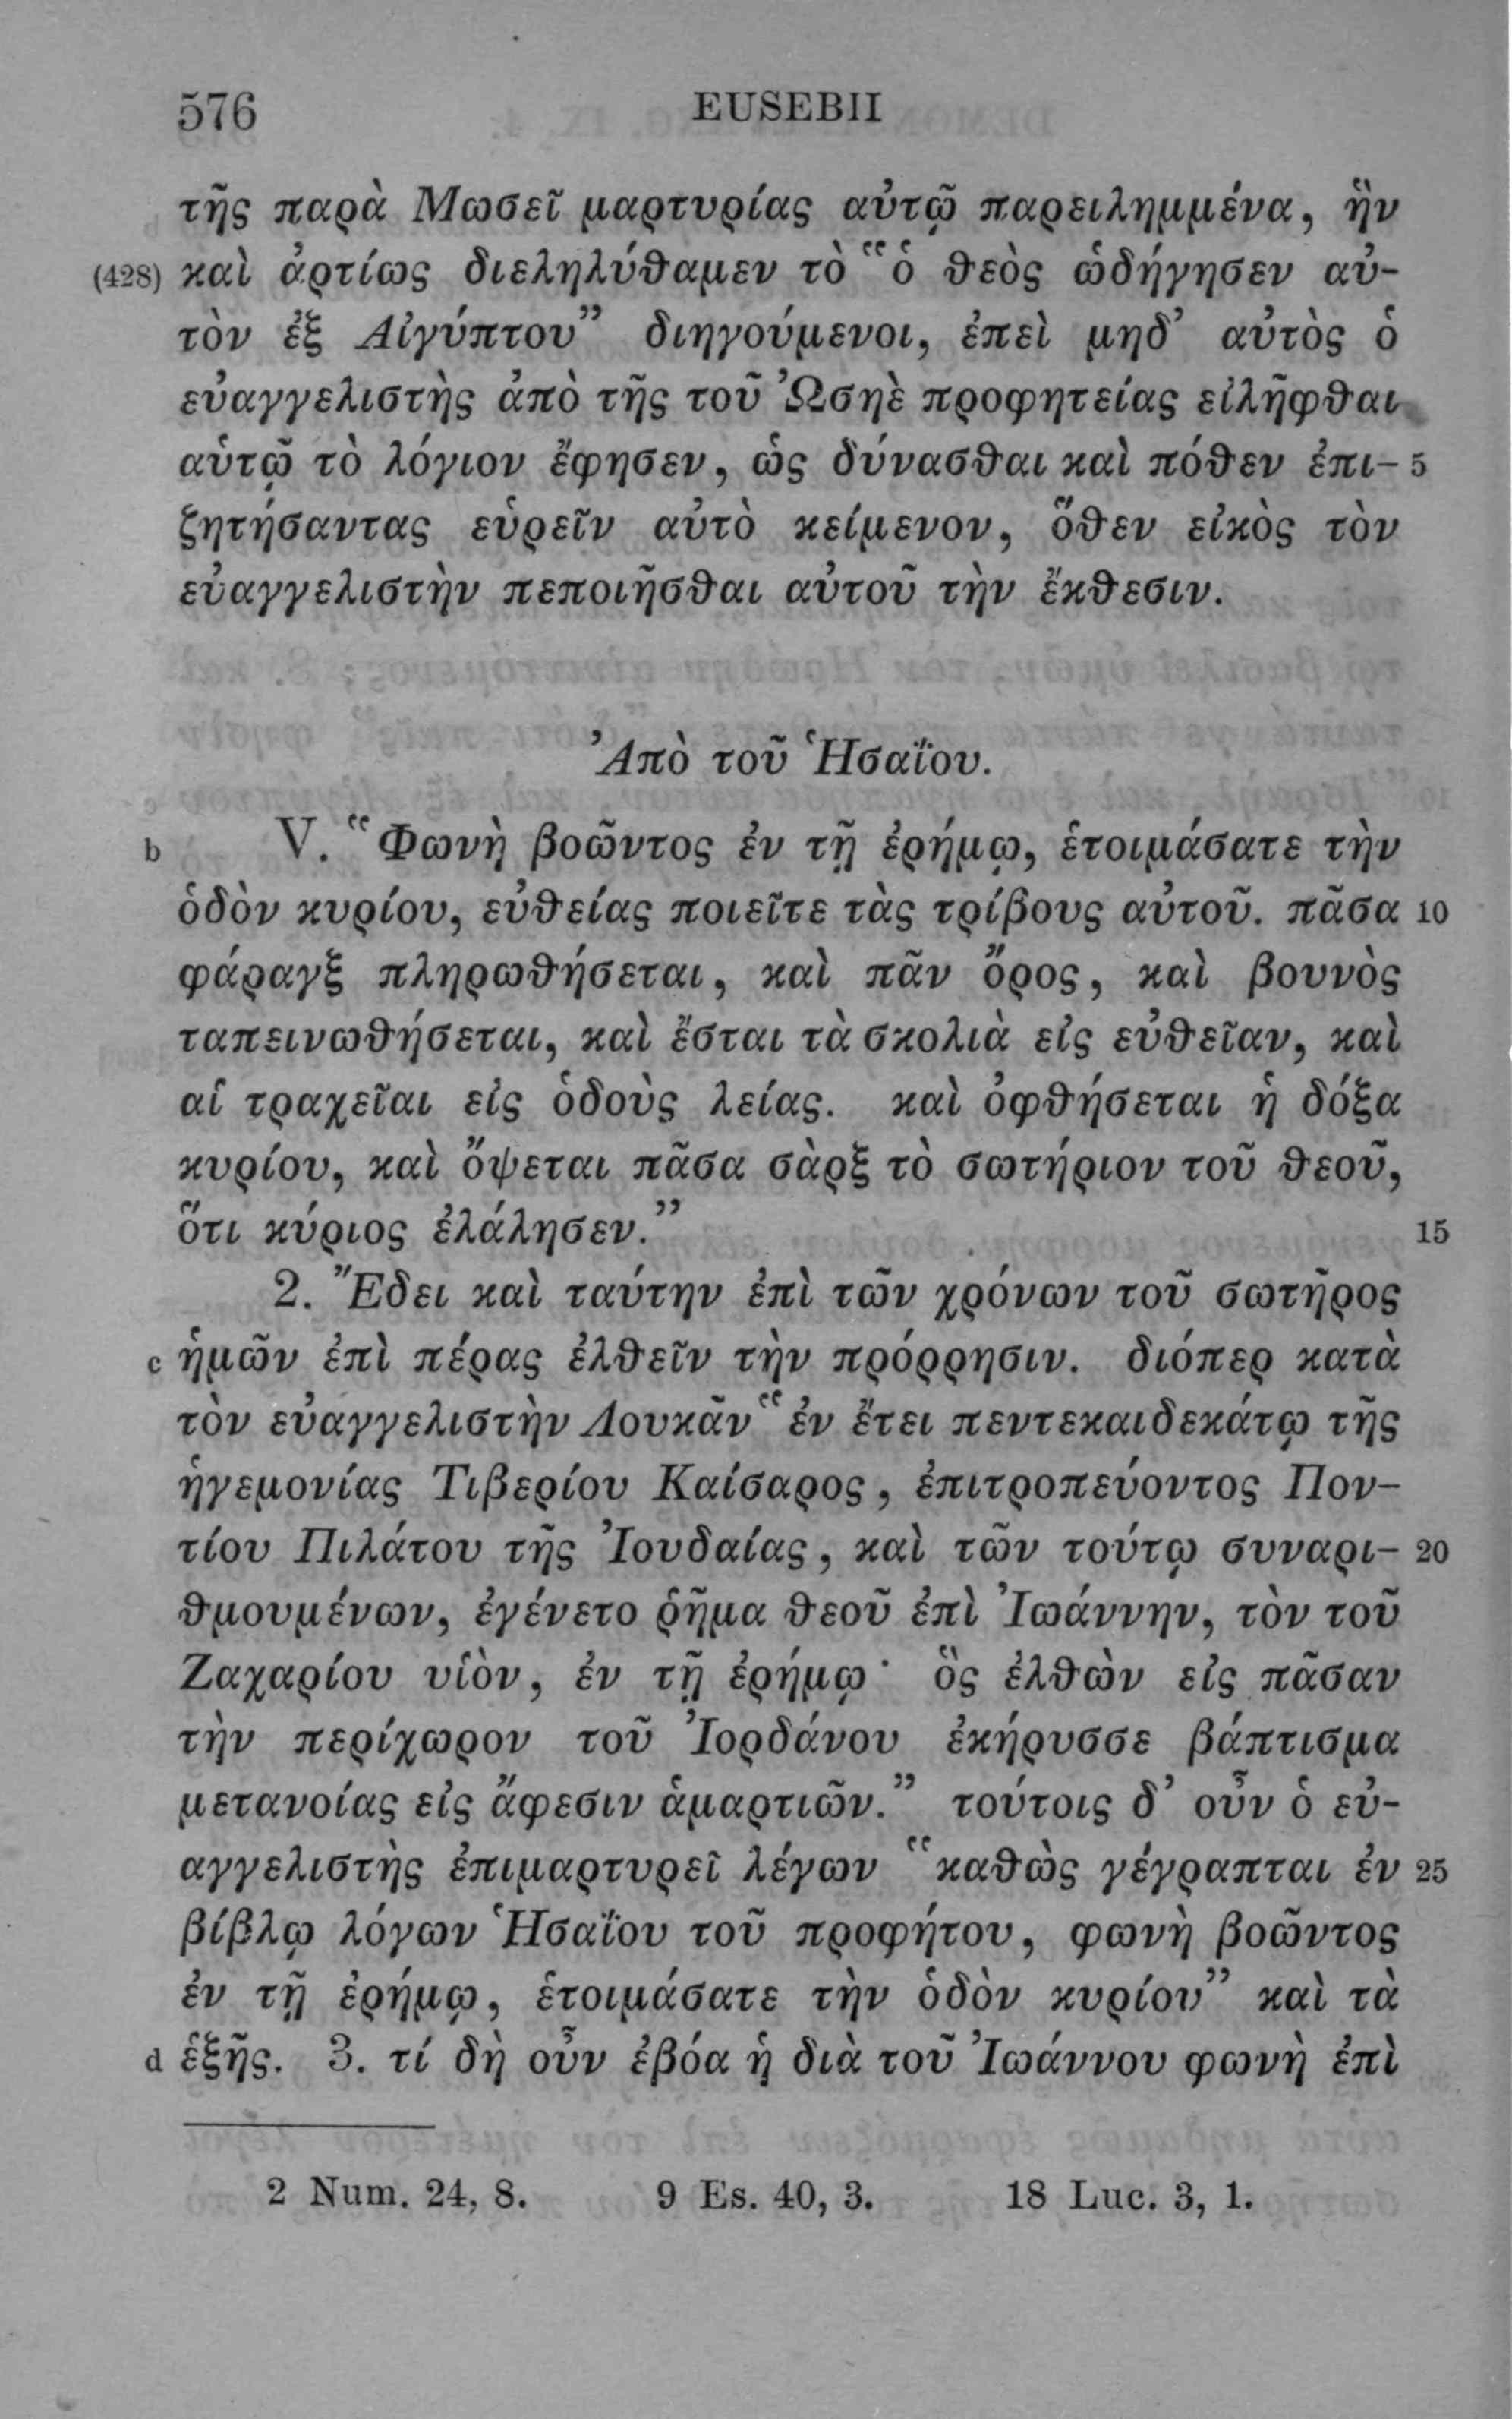 576 EUSEBII
τῆς παρὰ Μωσεῖ μαρτυρίας αὐτῷ παρειλημμένα, ἣν
(428) καὶ ἀρτίως διεληλύθαμεν τὸ “ὁ θεὸς ὡδήγησεν αὐ-
τὸν ἐξ Αἰγύπτου” διηγούμενοι, ἐπεὶ μηδ’ αὐτὸς ὁ
εὐαγγελιστὴς ἀπὸ τῆς τοῦ Ὠσηὲ προφητείας εἰλῆφθαι
αὑτῷ τὸ λόγιον ἔφησεν, ὡς δύνασθαι καὶ πόθεν ἐπι- 5
ζητήσαντας εὑρεῖν αὐτὸ κείμενον, ὅθεν εἰκὸς τὸν
εὐαγγελιστὴν πεποιῆσθαι αὐτοῦ τὴν ἔκθεσιν.
Ἀπὸ τοῦ Ἡσαΐου.
b V. “Φωνὴ βοῶντος ἐν τῇ ἐρήμῳ, ἑτοιμάσατε τὴν
ὁδὸν κυρίου, εὐθείας ποιεῖτε τὰς τρίβους αὐτοῦ. πᾶσα 10
φάραγξ πληρωθήσεται, καὶ πᾶν ὄρος, καὶ βουνὸς
ταπεινωθήσεται, καὶ ἔσται τὰ σκολιὰ εἰς εὐθεῖαν, καὶ
αἱ τραχεῖαι εἰς ὁδοὺς λείας. καὶ ὀφθήσεται ἡ δόξα
κυρίου, καὶ ὄψεται πᾶσα σὰρξ τὸ σωτήριον τοῦ θεοῦ,
ὅτι κύριος ἐλάλησεν.” 15
2. Ἔδει καὶ ταύτην ἐπὶ τῶν χρόνων τοῦ σωτῆρος
c ἡμῶν ἐπὶ πέρας ἐλθεῖν τὴν πρόρρησιν. διόπερ κατὰ
τὸν εὐαγγελιστὴν Λουκᾶν “ἐν ἔτει πεντεκαιδεκάτῳ τῆς
ἡγεμονίας Τιβερίου Καίσαρος, ἐπιτροπεύοντος Πον-
τίου Πιλάτου τῆς Ἰουδαίας, καὶ τῶν τούτῳ συναρι- 20
θμουμένων, ἐγένετο ῥῆμα θεοῦ ἐπὶ Ἰωάννην, τὸν τοῦ
Ζαχαρίου υἱὸν, ἐν τῇ ἐρήμῳ· ὃς ἐλθὼν εἰς πᾶσαν
τὴν περίχωρον τοῦ Ἰορδάνου ἐκήρυσσε βάπτισμα
μετανοίας εἰς ἄφεσιν ἁμαρτιῶν.” τούτοις δ’ οὖν ὁ εὐ-
αγγελιστὴς ἐπιμαρτυρεῖ λέγων “καθὼς γέγραπται ἐν 25
βίβλῳ λόγων Ἡσαΐου τοῦ προφήτου, φωνὴ βοῶντος
ἐν τῇ ἐρήμῳ, ἑτοιμάσατε τὴν ὁδὸν κυρίου” καὶ τὰ
d ἑξῆς. 3. τί δὴ οὖν ἐβόα ἡ διὰ τοῦ Ἰωάννου φωνὴ ἐπὶ
2 Num. 24, 8. 9 Es. 40, 3. 18 Luc. 3, 1.